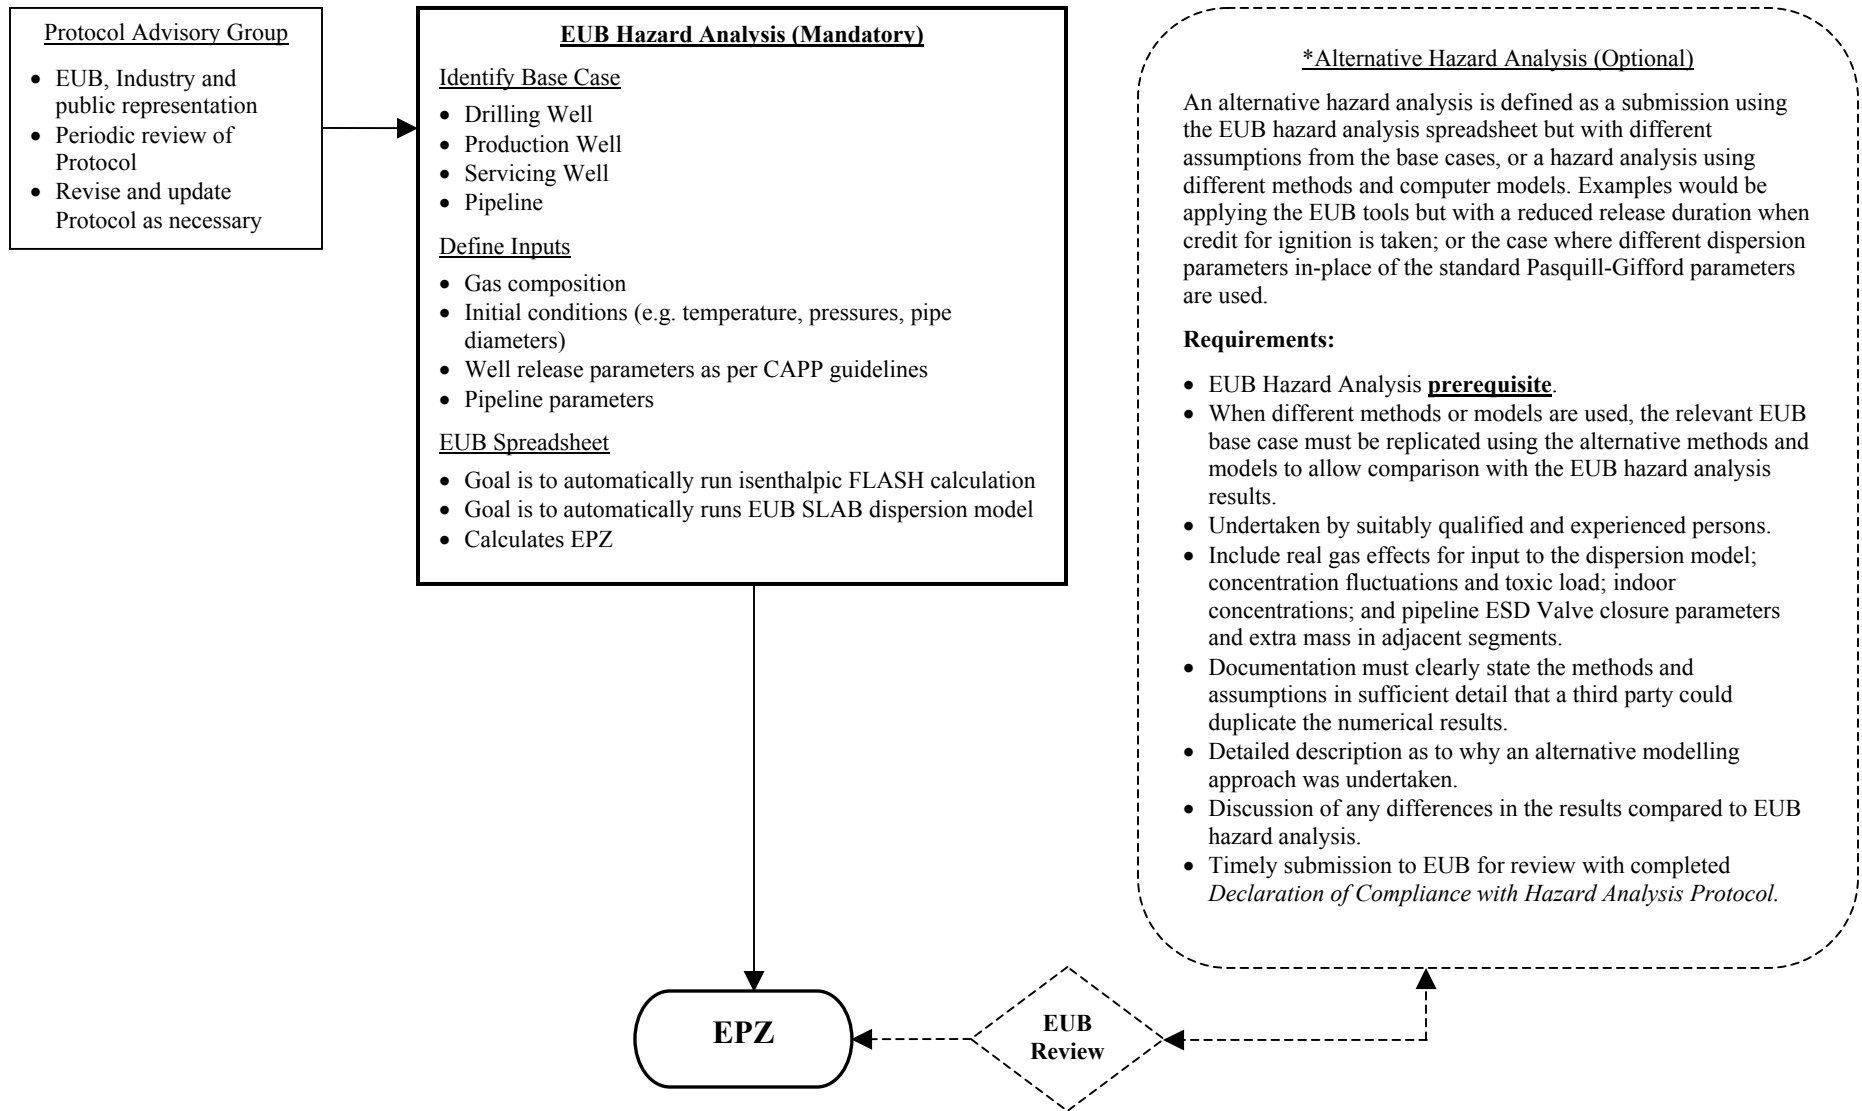 Protocol Advisory Group
• EUB, Industry and
public representation
• Periodic review of
Protocol
• Revise and update
Protocol as necessary
EUB Hazard Analysis (Mandatory)
Identify Base Case
• Drilling Well
• Production Well
• Servicing Well
• Pipeline
Define Inputs
• Gas composition
• Initial conditions (e.g. temperature, pressures, pipe
diameters)
• Well release parameters as per CAPP guidelines
• Pipeline parameters
EUB Spreadsheet
• Goal is to automatically run isenthalpic FLASH calculation
• Goal is to automatically runs EUB SLAB dispersion model
• Calculates EPZ
*Alternative Hazard Analysis (Optional)
An alternative hazard analysis is defined as a submission using
the EUB hazard analysis spreadsheet but with different
assumptions from the base cases, or a hazard analysis using
different methods and computer models. Examples would be
applying the EUB tools but with a reduced release duration when
credit for ignition is taken; or the case where different dispersion
parameters in-place of the standard Pasquill-Gifford parameters
are used.
Requirements:
• EUB Hazard Analysis prerequisite.
• When different methods or models are used, the relevant EUB
base case must be replicated using the alternative methods and
models to allow comparison with the EUB hazard analysis
results.
• Undertaken by suitably qualified and experienced persons.
• Include real gas effects for input to the dispersion model;
concentration fluctuations and toxic load; indoor
concentrations; and pipeline ESD Valve closure parameters
and extra mass in adjacent segments.
• Documentation must clearly state the methods and
assumptions in sufficient detail that a third party could
duplicate the numerical results.
• Detailed description as to why an alternative modelling
approach was undertaken.
• Discussion of any differences in the results compared to EUB
hazard analysis.
• Timely submission to EUB for review with completed
Declaration of Compliance with Hazard Analysis Protocol.
EPZ
EUB
Review